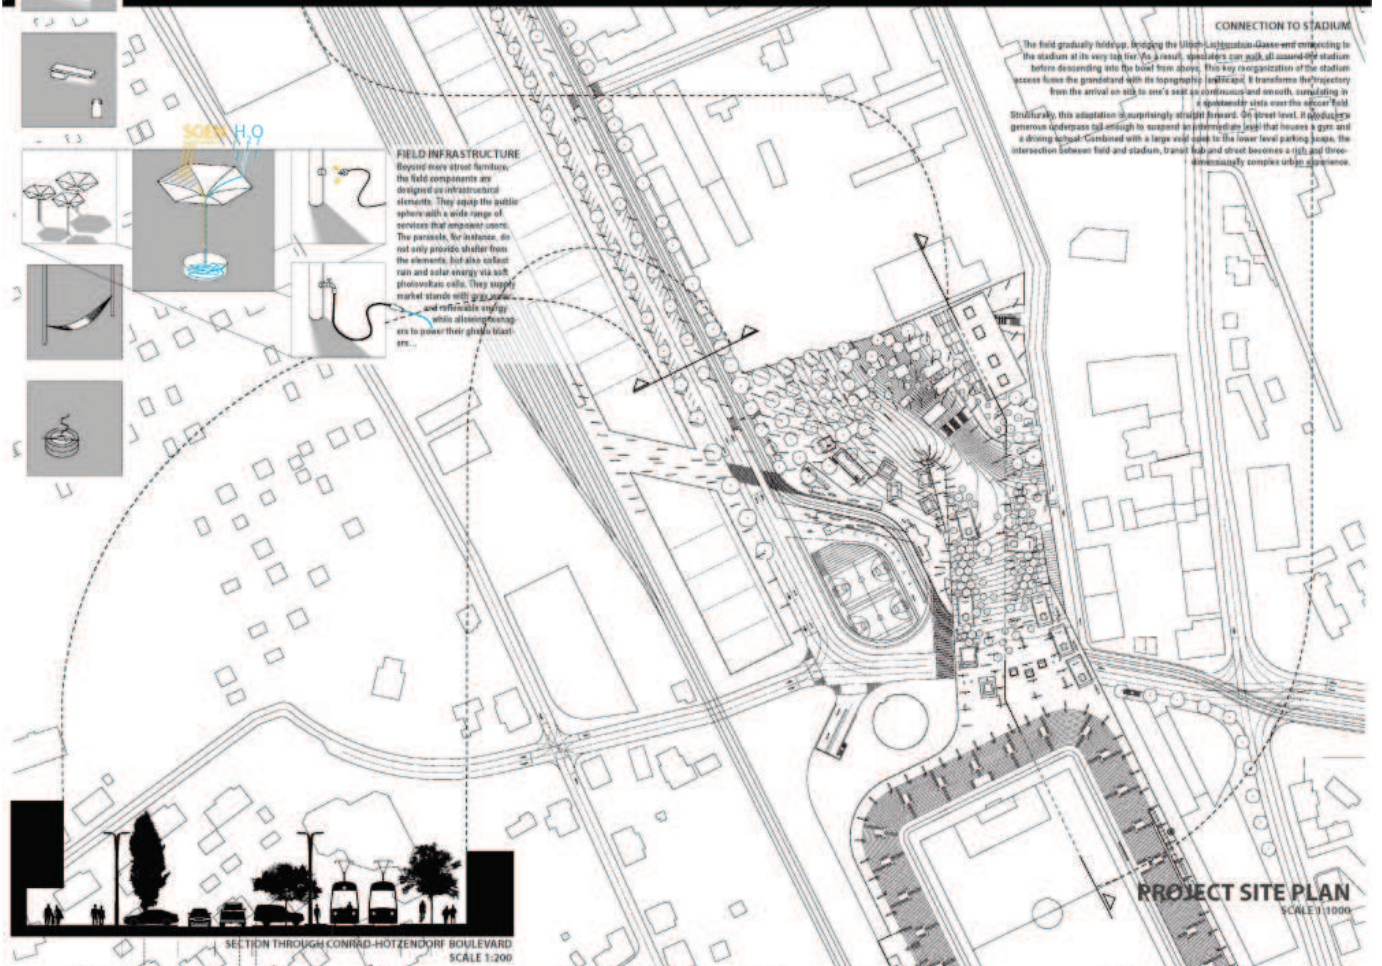 CONNECTION TO STADIUM
The field gradually folds up, bridging the Ulrich-Lichtenstein-Gasse and connecting to
the stadium at its very top tier. As a result, spectators can walk all around the stadium
before descending into the bowl from above. This key reorganization of the stadium
access fuses the grandstand with its topographic landscape. It transforms the trajectory
from the arrival on site to one's seat as continuous and smooth, cumulating in
a spectacular vista over the soccer field.
Structurally, this adaptation is surprisingly straight forward. On street level, it produces a
generous underpass tall enough to suspend an intermediate level that houses a gym and
a driving school. Combined with a large void open to the lower level parking space, the
intersection between field and stadium, transit hub and street becomes a rich and three-
dimensionally complex urban experience.
H2O
FIELD INFRASTRUCTURE
Beyond mere street furniture,
the field components are
designed as infrastructural
elements. They equip the public
sphere with a wide range of
services that empower users.
The parasols, for instance, do
not only provide shelter from
the elements, but also collect
rain and solar energy via soft
photovoltaic cells. They supply
market stands with gray water
and renewable energy
while allowing teenag-
ers to power their ghetto blast-
ers...
PROJECT SITE PLAN
SCALE 1:1000
SECTION THROUGH CONRAD-HÖTZENDORF BOULEVARD
SCALE 1:200